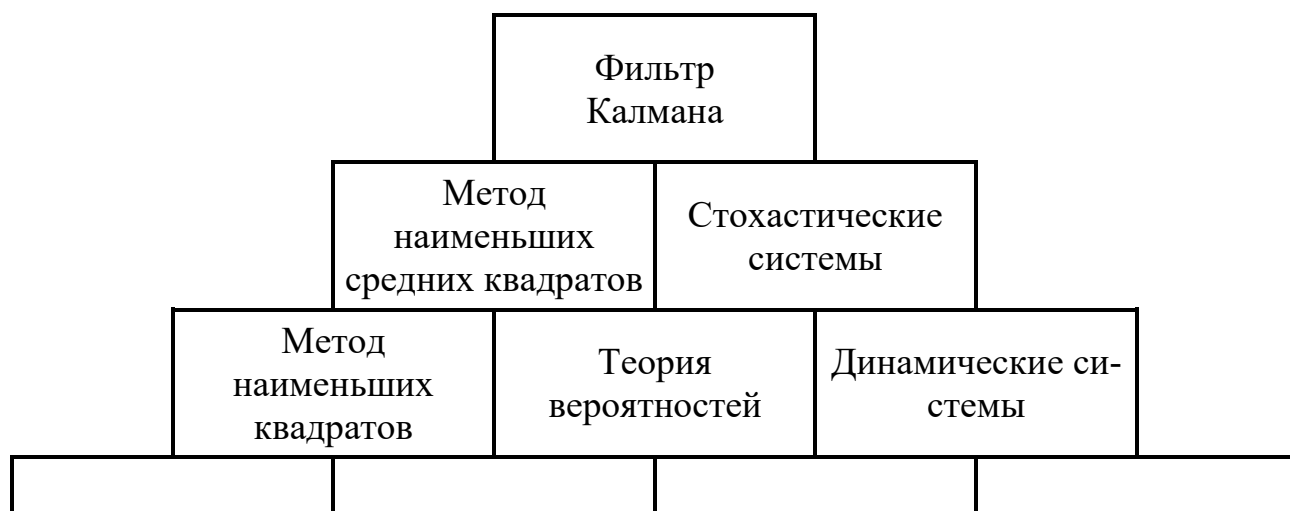 Фильтр
Калмана
Метод
наименьших
средних квадратов
Стохастические
системы
Метод
наименьших
квадратов
Теория
вероятностей
Динамические си-
стемы